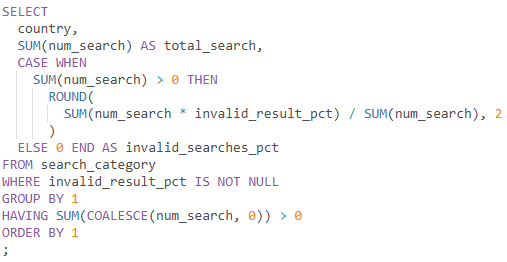 SELECT
  country,
  SUM(num_search) AS total_search,
  CASE WHEN
    SUM(num_search) > 0 THEN
      ROUND(
        SUM(num_search * invalid_result_pct) / SUM(num_search), 2
      )
  ELSE 0 END AS invalid_searches_pct
FROM search_category
WHERE invalid_result_pct IS NOT NULL
GROUP BY 1
HAVING SUM(COALESCE(num_search, 0)) > 0
ORDER BY 1
;